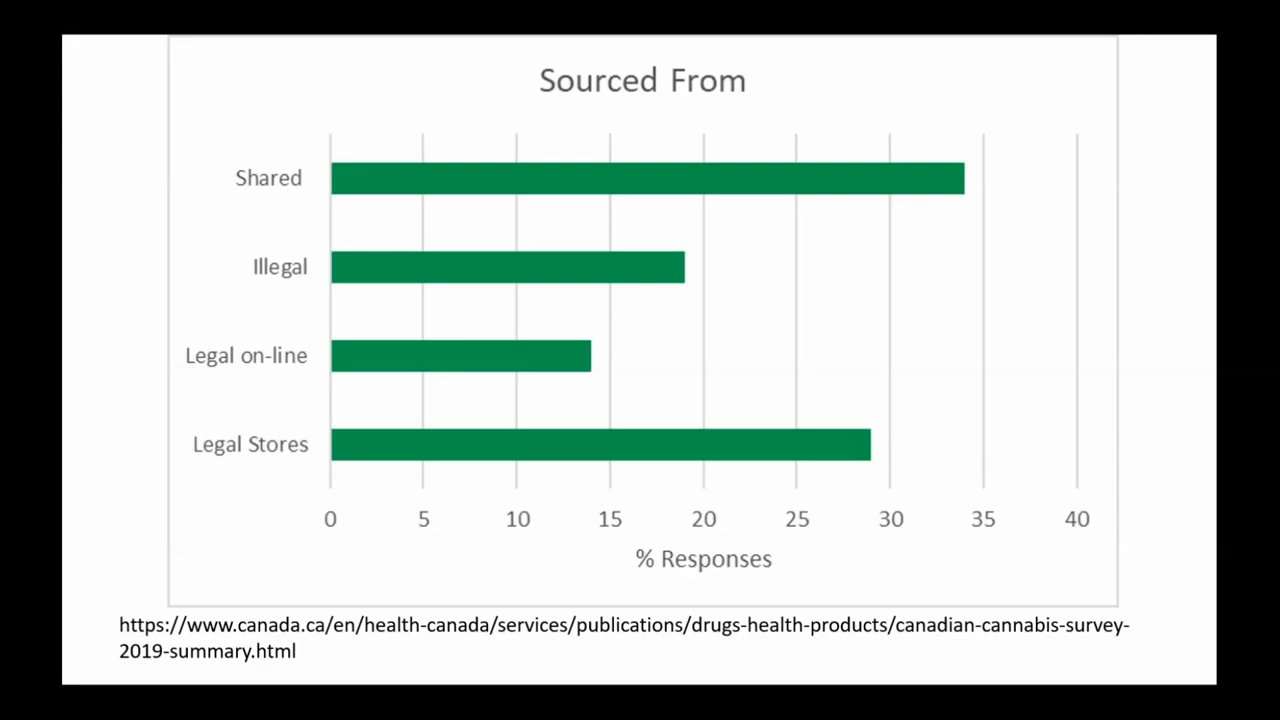 Sourced From
Shared
Illegal
Legal on-line
Legal Stores
0 5 10 15 20 25 30 35 40
% Responses
https://www.canada.ca/en/health-canada/services/publications/drugs-health-products/canadian-cannabis-survey-
2019-summary.html